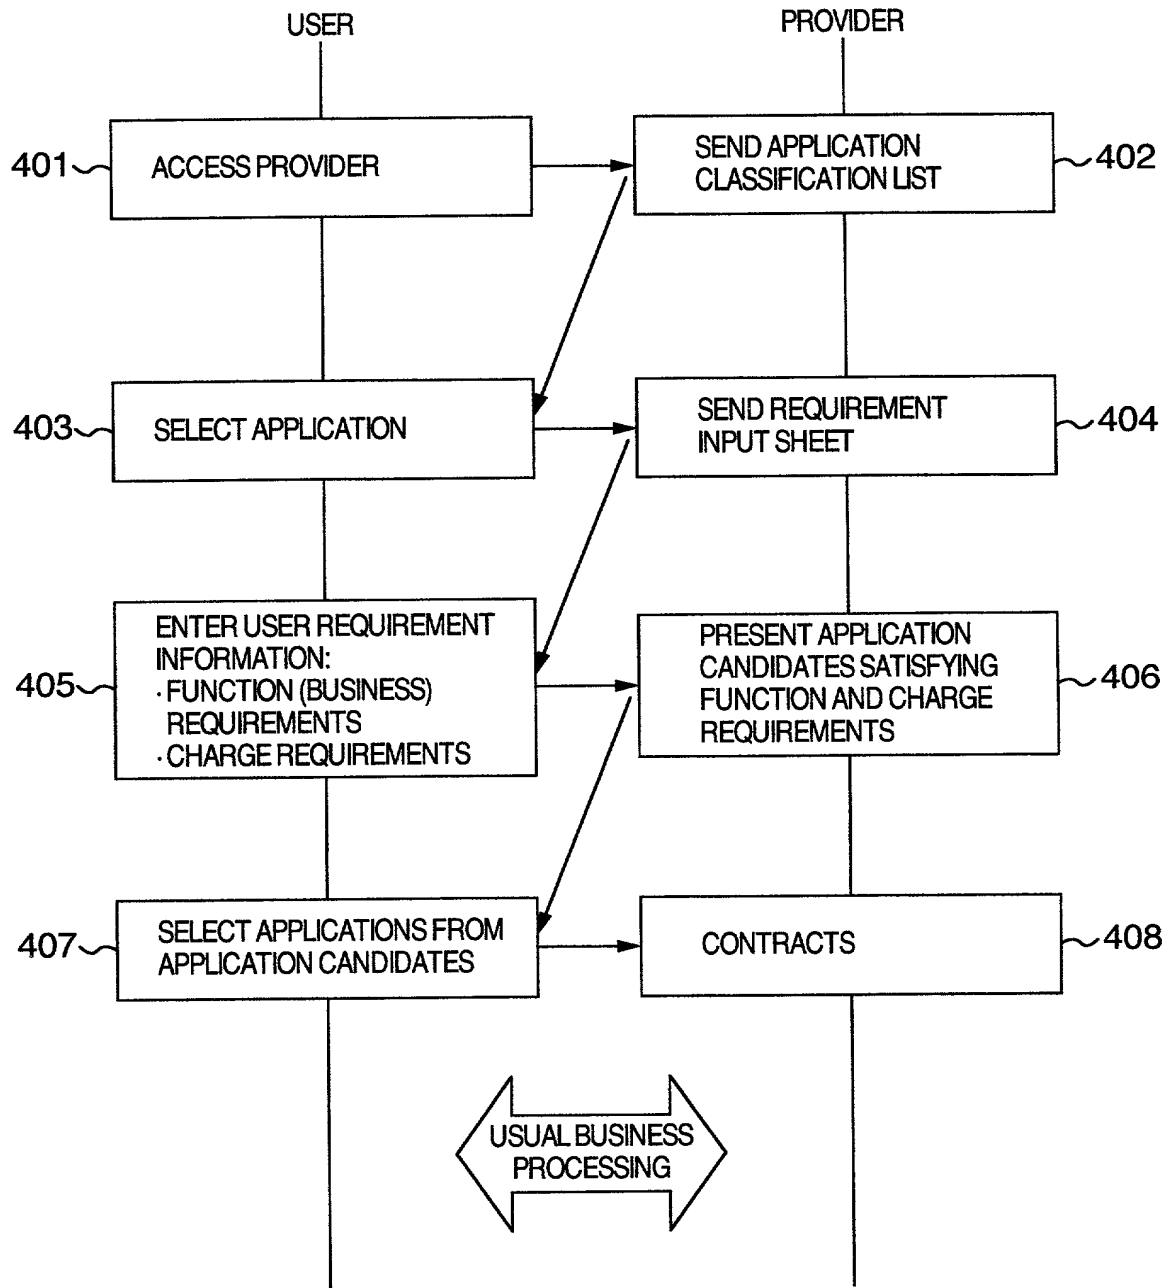 USER
PROVIDER
401
ACCESS PROVIDER
SEND APPLICATION
CLASSIFICATION LIST
402
403
SELECT APPLICATION
SEND REQUIREMENT
INPUT SHEET
404
405
ENTER USER REQUIREMENT
INFORMATION:
· FUNCTION (BUSINESS)
REQUIREMENTS
· CHARGE REQUIREMENTS
PRESENT APPLICATION
CANDIDATES SATISFYING
FUNCTION AND CHARGE
REQUIREMENTS
406
407
SELECT APPLICATIONS FROM
APPLICATION CANDIDATES
CONTRACTS
408
USUAL BUSINESS
PROCESSING